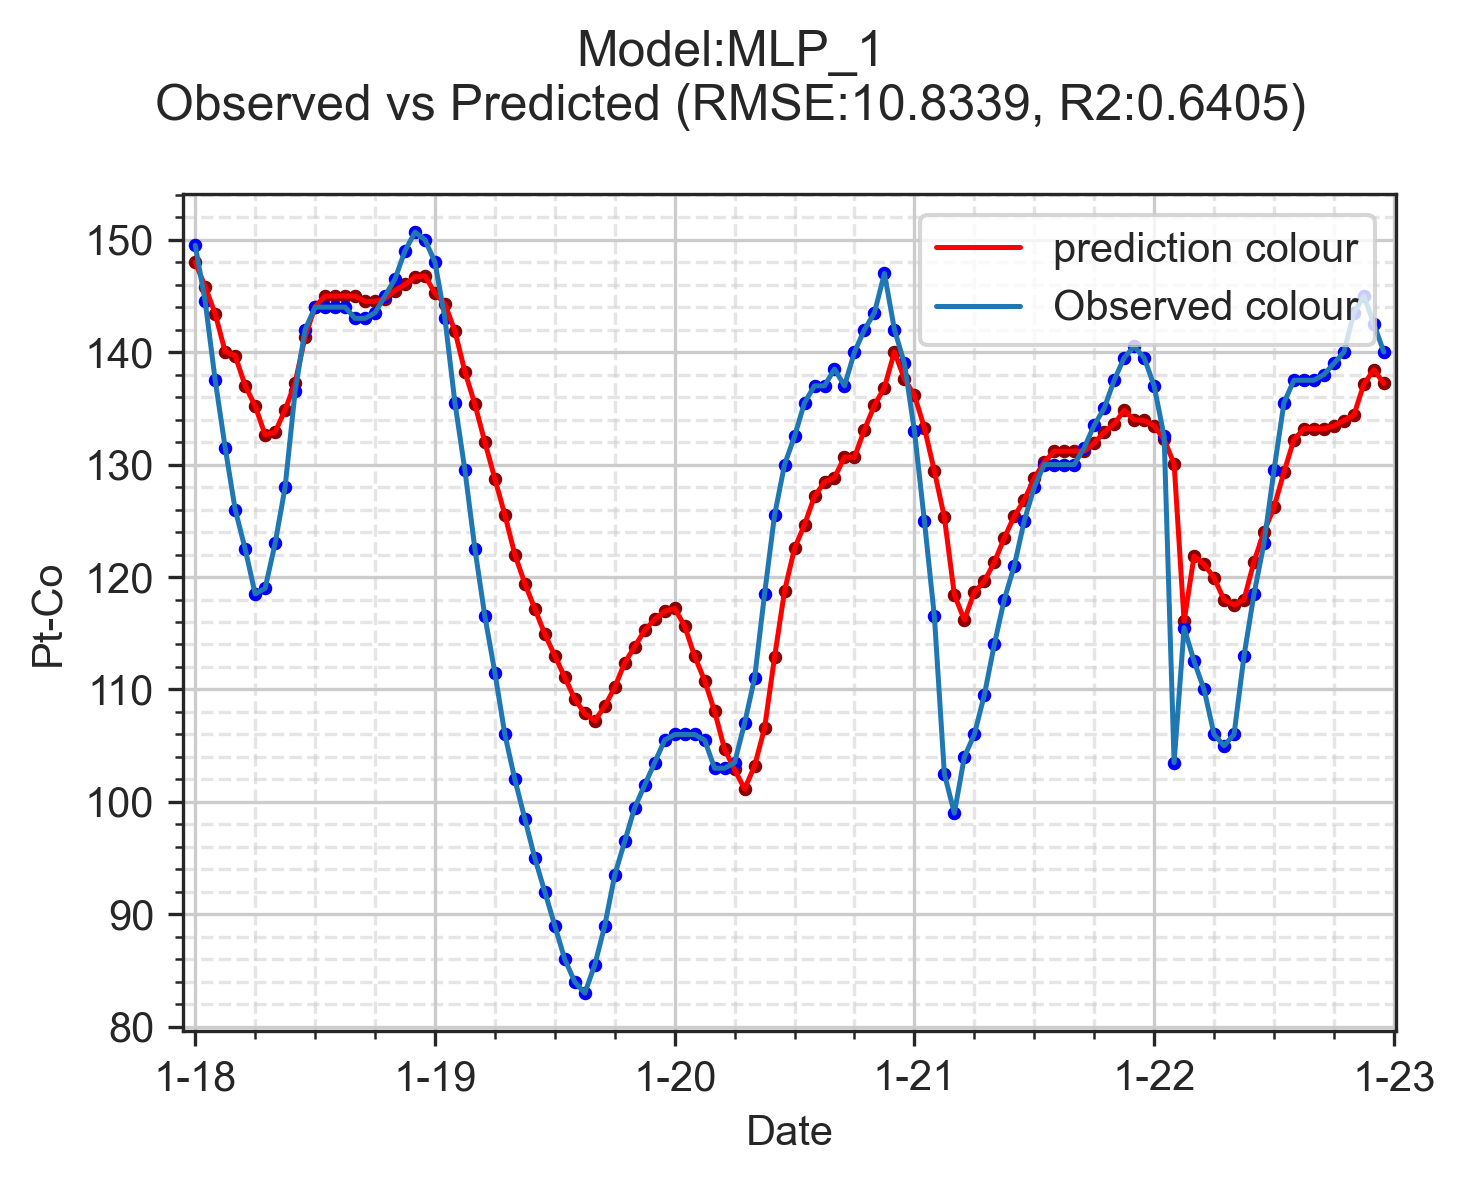 Model:MLP_1
Observed vs Predicted (RMSE:10.8339, R2:0.6405)
prediction colour
Observed colour
150
140
130
120
110
100
90
80
Pt-Co
1-18
1-19
1-20
1-21
1-22
1-23
Date